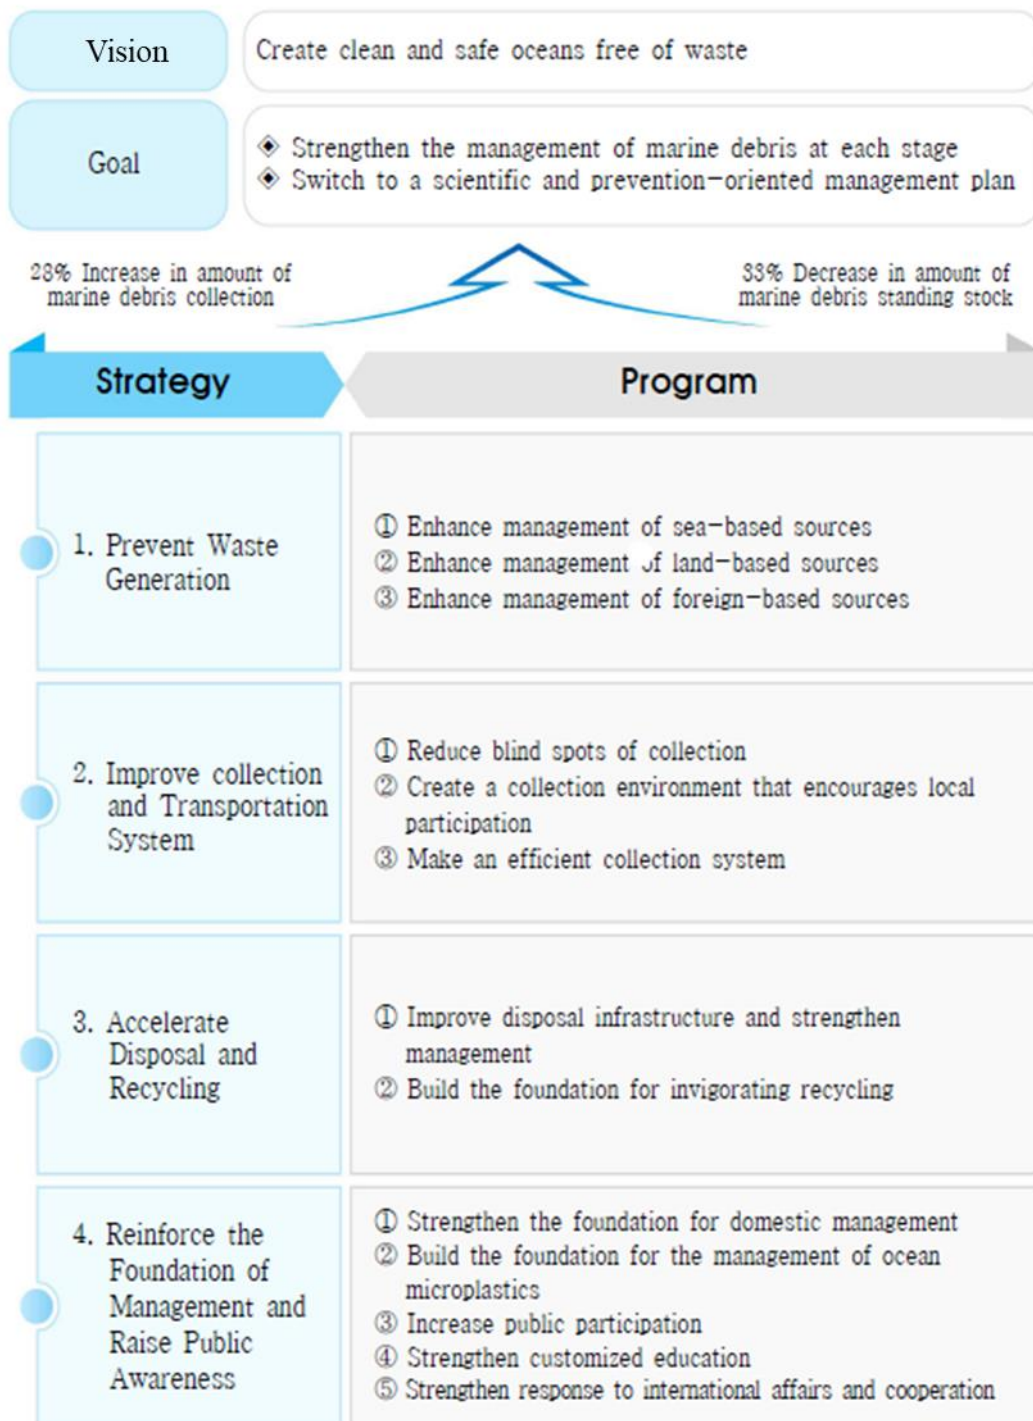 Vision
Create clean and safe oceans free of waste
Goal
◈ Strengthen the management of marine debris at each stage
◈ Switch to a scientific and prevention-oriented management plan
28% Increase in amount of
marine debris collection
33% Decrease in amount of
marine debris standing stock
Strategy
Program
1. Prevent Waste
Generation
① Enhance management of sea-based sources
② Enhance management of land-based sources
③ Enhance management of foreign-based sources
2. Improve collection
and Transportation
System
① Reduce blind spots of collection
② Create a collection environment that encourages local
participation
③ Make an efficient collection system
3. Accelerate
Disposal and
Recycling
① Improve disposal infrastructure and strengthen
management
② Build the foundation for invigorating recycling
4. Reinforce the
Foundation of
Management and
Raise Public
Awareness
① Strengthen the foundation for domestic management
② Build the foundation for the management of ocean
microplastics
③ Increase public participation
④ Strengthen customized education
⑤ Strengthen response to international affairs and cooperation